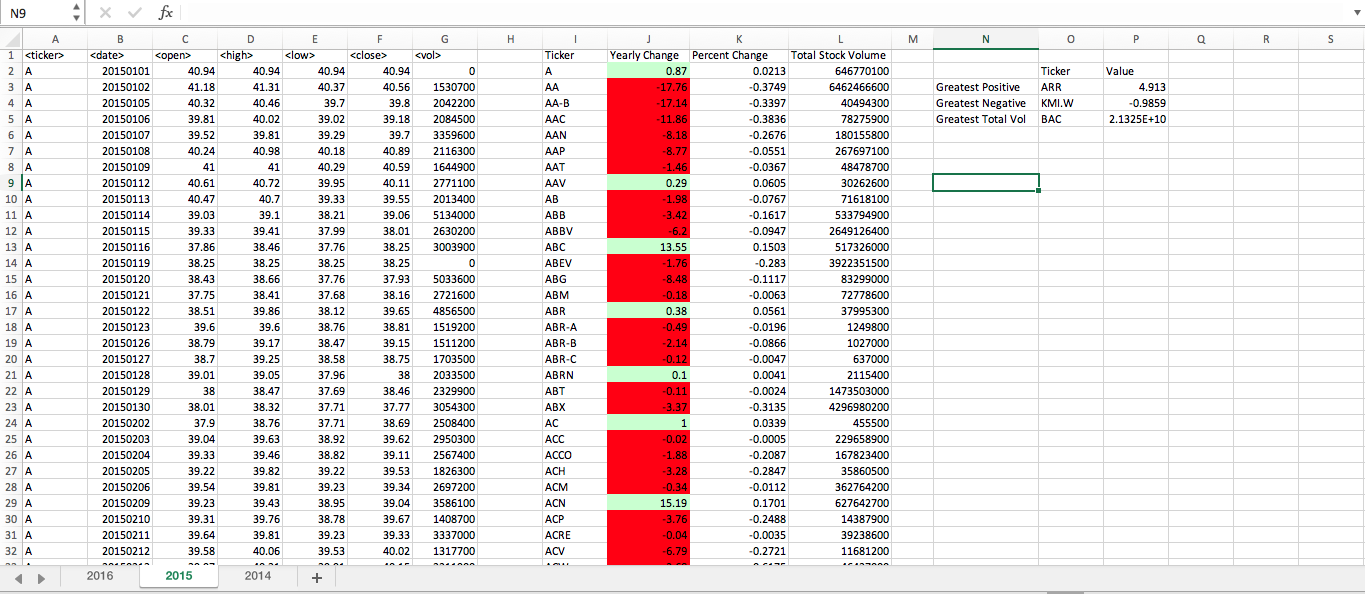 N9 fx
A B C D E F G H I J K L M N O P Q R S
1 <ticker> <date> <open> <high> <low> <close> <vol> Ticker Yearly Change Percent Change Total Stock Volume
2 A 20150101 40.94 40.94 40.94 40.94 0 A 0.87 0.0213 646770100 Ticker Value
3 A 20150102 41.18 41.31 40.37 40.56 1530700 AA -17.76 -0.3749 6462466600 Greatest Positive ARR 4.913
4 A 20150105 40.32 40.46 39.7 39.8 2042200 AA-B -17.14 -0.3397 40494300 Greatest Negative KMI.W -0.9859
5 A 20150106 39.81 40.02 39.02 39.18 2084500 AAC -11.86 -0.3836 78275900 Greatest Total Vol BAC 2.1325E+10
6 A 20150107 39.52 39.81 39.29 39.7 3359600 AAN -8.18 -0.2676 180155800
7 A 20150108 40.24 40.98 40.18 40.89 2116300 AAP -8.77 -0.0551 267697100
8 A 20150109 41 41 40.29 40.59 1644900 AAT -1.46 -0.0367 48478700
9 A 20150112 40.61 40.72 39.95 40.11 2771100 AAV 0.29 0.0605 30262600
10 A 20150113 40.47 40.7 39.33 39.55 2013400 AB -1.98 -0.0767 71618100
11 A 20150114 39.03 39.1 38.21 39.06 5134000 ABB -3.42 -0.1617 533794900
12 A 20150115 39.33 39.41 37.99 38.01 2630200 ABBV -6.2 -0.0947 2649126400
13 A 20150116 37.86 38.46 37.76 38.25 3003900 ABC 13.55 0.1503 517326000
14 A 20150119 38.25 38.25 38.25 38.25 0 ABEV -1.76 -0.283 3922351500
15 A 20150120 38.43 38.66 37.76 37.93 5033600 ABG -8.48 -0.1117 83299000
16 A 20150121 37.75 38.41 37.68 38.16 2721600 ABM -0.18 -0.0063 72778600
17 A 20150122 38.51 39.86 38.12 39.65 4856500 ABR 0.38 0.0561 37995300
18 A 20150123 39.6 39.6 38.76 38.81 1519200 ABR-A -0.49 -0.0196 1249800
19 A 20150126 38.79 39.17 38.47 39.15 1511200 ABR-B -2.14 -0.0866 1027000
20 A 20150127 38.7 39.25 38.58 38.75 1703500 ABR-C -0.12 -0.0047 637000
21 A 20150128 39.01 39.05 37.96 38 2033500 ABRN 0.1 0.0041 2115400
22 A 20150129 38 38.47 37.69 38.46 2329900 ABT -0.11 -0.0024 1473503000
23 A 20150130 38.01 38.32 37.71 37.77 3054300 ABX -3.37 -0.3135 4296980200
24 A 20150202 37.9 38.76 37.71 38.69 2508400 AC 1 0.0339 455500
25 A 20150203 39.04 39.63 38.92 39.62 2950300 ACC -0.02 -0.0005 229658900
26 A 20150204 39.33 39.46 38.82 39.11 2567400 ACCO -1.88 -0.2087 167823400
27 A 20150205 39.22 39.82 39.22 39.53 1826300 ACH -3.28 -0.2847 35860500
28 A 20150206 39.54 39.81 39.23 39.34 2697200 ACM -0.34 -0.0112 362764200
29 A 20150209 39.23 39.43 38.95 39.04 3586100 ACN 15.19 0.1701 627642700
30 A 20150210 39.31 39.76 38.78 39.67 1408700 ACP -3.76 -0.2488 14387900
31 A 20150211 39.64 39.81 39.23 39.33 3337000 ACRE -0.04 -0.0035 39238600
32 A 20150212 39.58 40.06 39.53 40.02 1317700 ACV -6.79 -0.2721 11681200
2016 2015 2014 +